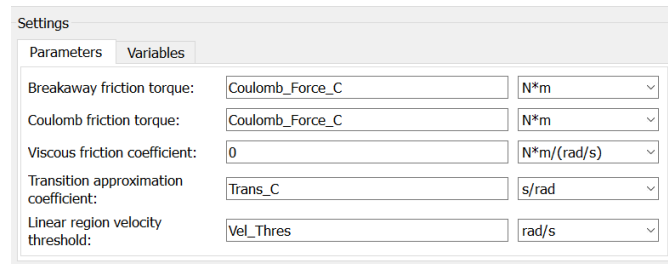 Settings
Parameters Variables
Breakaway friction torque: Coulomb_Force_C N*m
Coulomb friction torque: Coulomb_Force_C N*m
Viscous friction coefficient: 0 N*m/(rad/s)
Transition approximation
coefficient: Trans_C s/rad
Linear region velocity
threshold: Vel_Thres rad/s